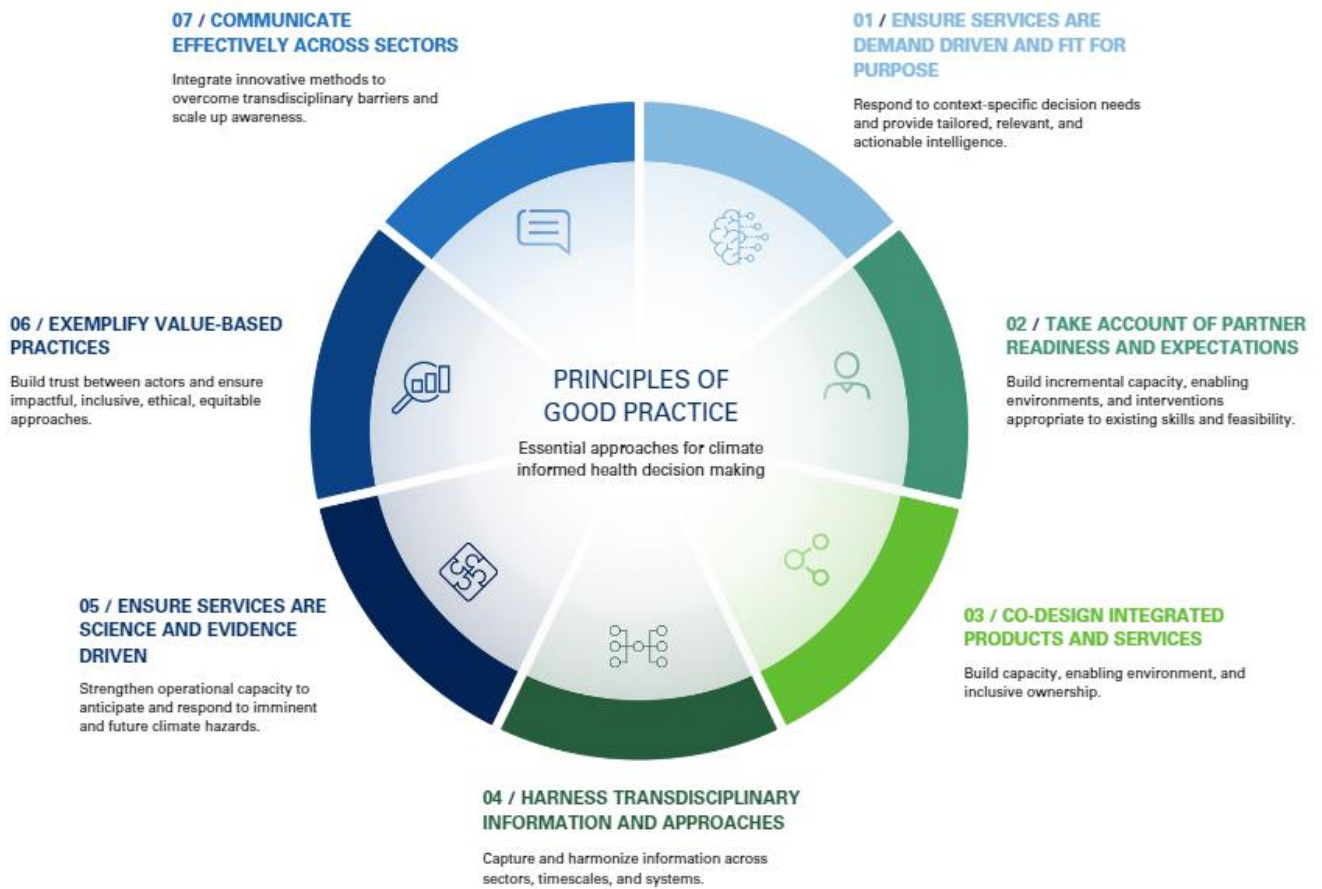 PRINCIPLES OF
GOOD PRACTICE
Essential approaches for climate
informed health decision making
01 / ENSURE SERVICES ARE
DEMAND DRIVEN AND FIT FOR
PURPOSE
Respond to context-specific decision needs
and provide tailored, relevant, and
actionable intelligence.
02 / TAKE ACCOUNT OF PARTNER
READINESS AND EXPECTATIONS
Build incremental capacity, enabling
environments, and interventions
appropriate to existing skills and feasibility.
03 / CO-DESIGN INTEGRATED
PRODUCTS AND SERVICES
Build capacity, enabling environment, and
inclusive ownership.
04 / HARNESS TRANSDISCIPLINARY
INFORMATION AND APPROACHES
Capture and harmonize information across
sectors, timescales, and systems.
05 / ENSURE SERVICES ARE
SCIENCE AND EVIDENCE
DRIVEN
Strengthen operational capacity to
anticipate and respond to imminent
and future climate hazards.
06 / EXEMPLIFY VALUE-BASED
PRACTICES
Build trust between actors and ensure
impactful, inclusive, ethical, equitable
approaches.
07 / COMMUNICATE
EFFECTIVELY ACROSS SECTORS
Integrate innovative methods to
overcome transdisciplinary barriers and
scale up awareness.